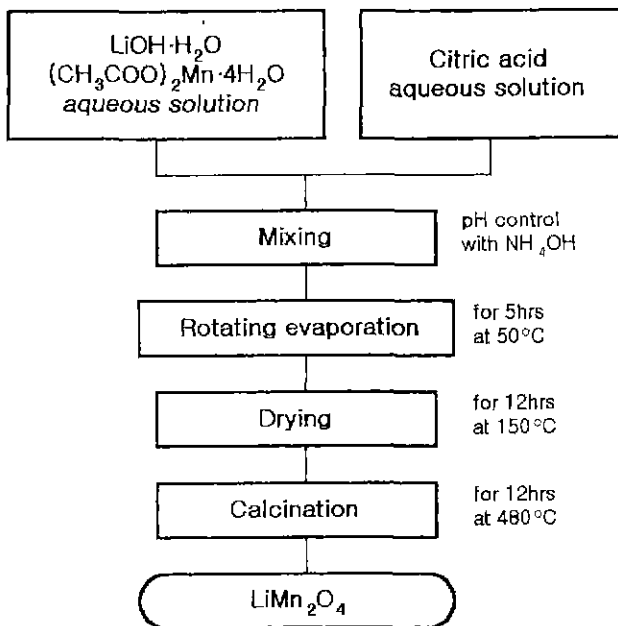 LiOH·H₂O
(CH₃COO)₂Mn·4H₂O
aqueous solution
Citric acid
aqueous solution
Mixing
pH control
with NH₄OH
Rotating evaporation
for 5hrs
at 50°C
Drying
for 12hrs
at 150°C
Calcination
for 12hrs
at 480°C
LiMn₂O₄